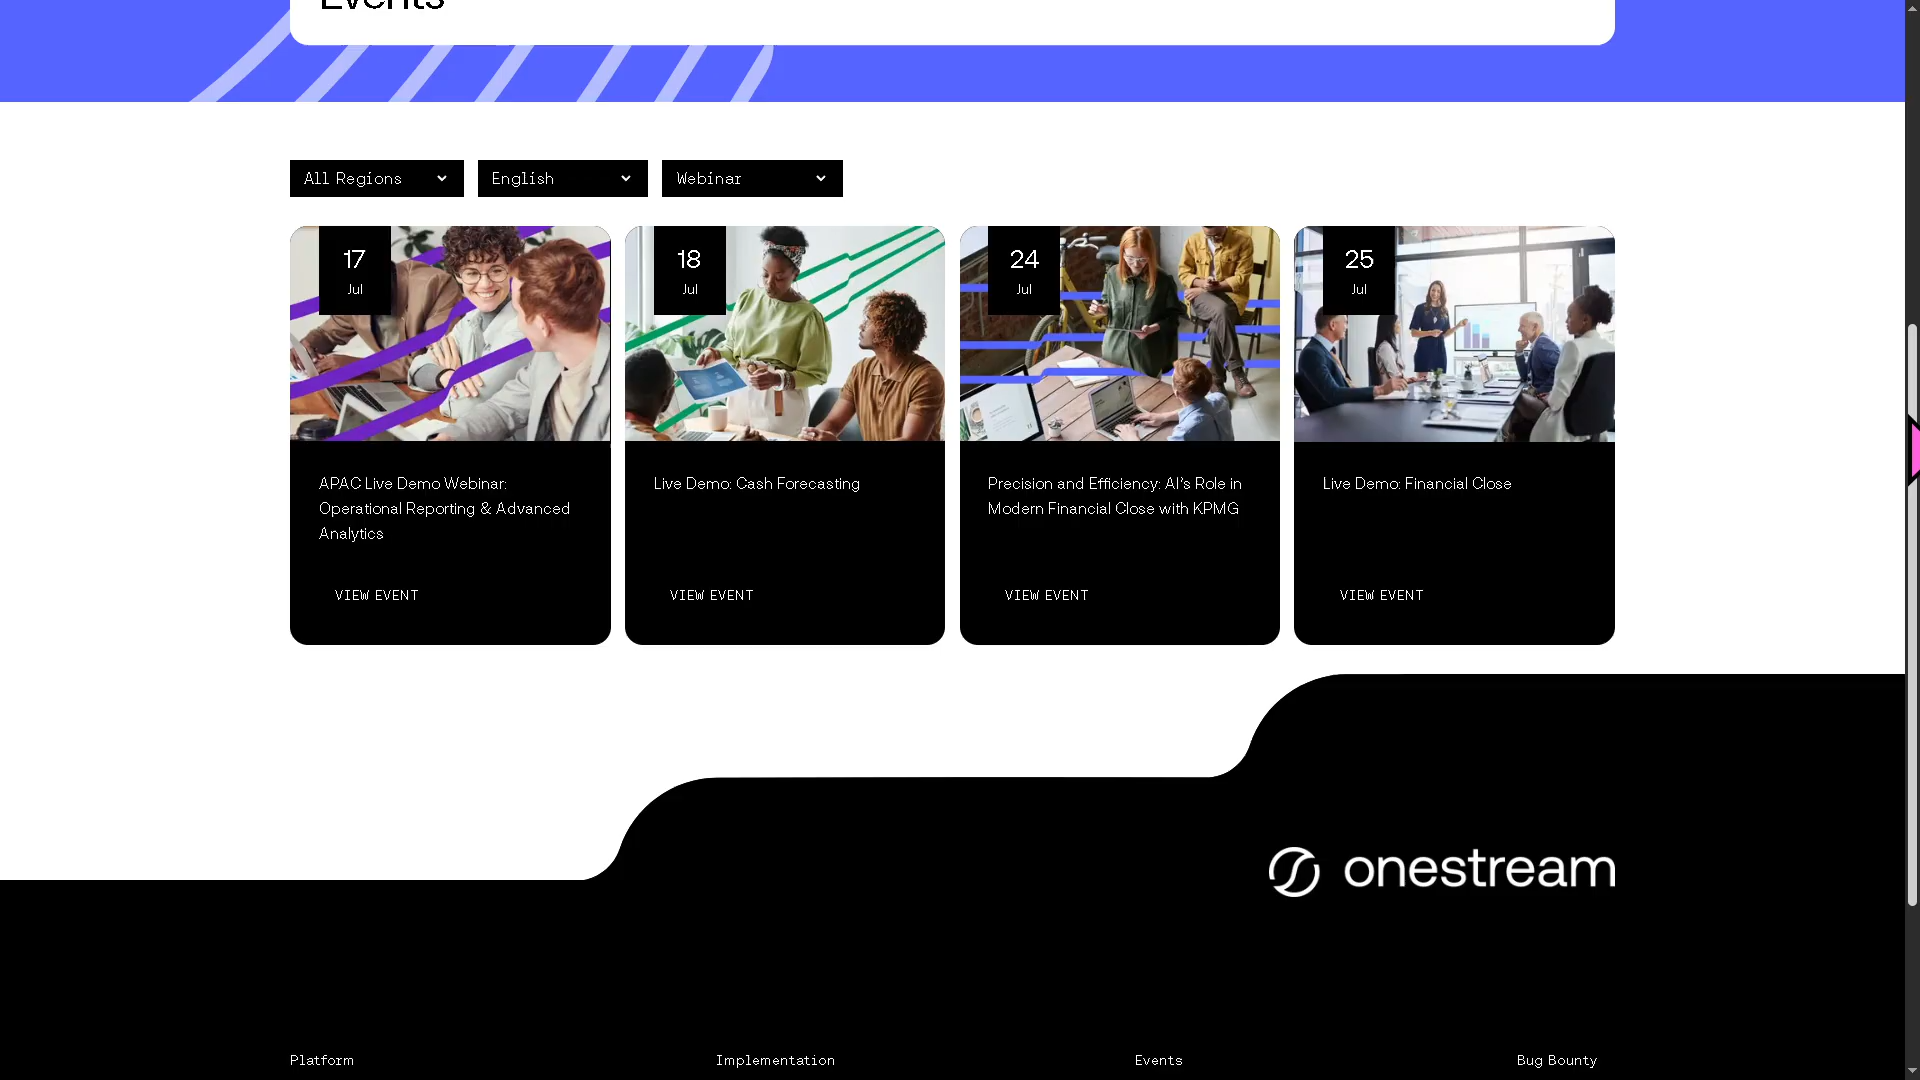 Events
All Regions
English
Webinar
17
Jul
18
Jul
24
Jul
25
Jul
APAC Live Demo Webinar:
Operational Reporting & Advanced
Analytics
VIEW EVENT
Live Demo: Cash Forecasting
VIEW EVENT
Precision and Efficiency: AI's Role in
Modern Financial Close with KPMG
VIEW EVENT
Live Demo: Financial Close
VIEW EVENT
onestream
Platform
Implementation
Events
Bug Bounty